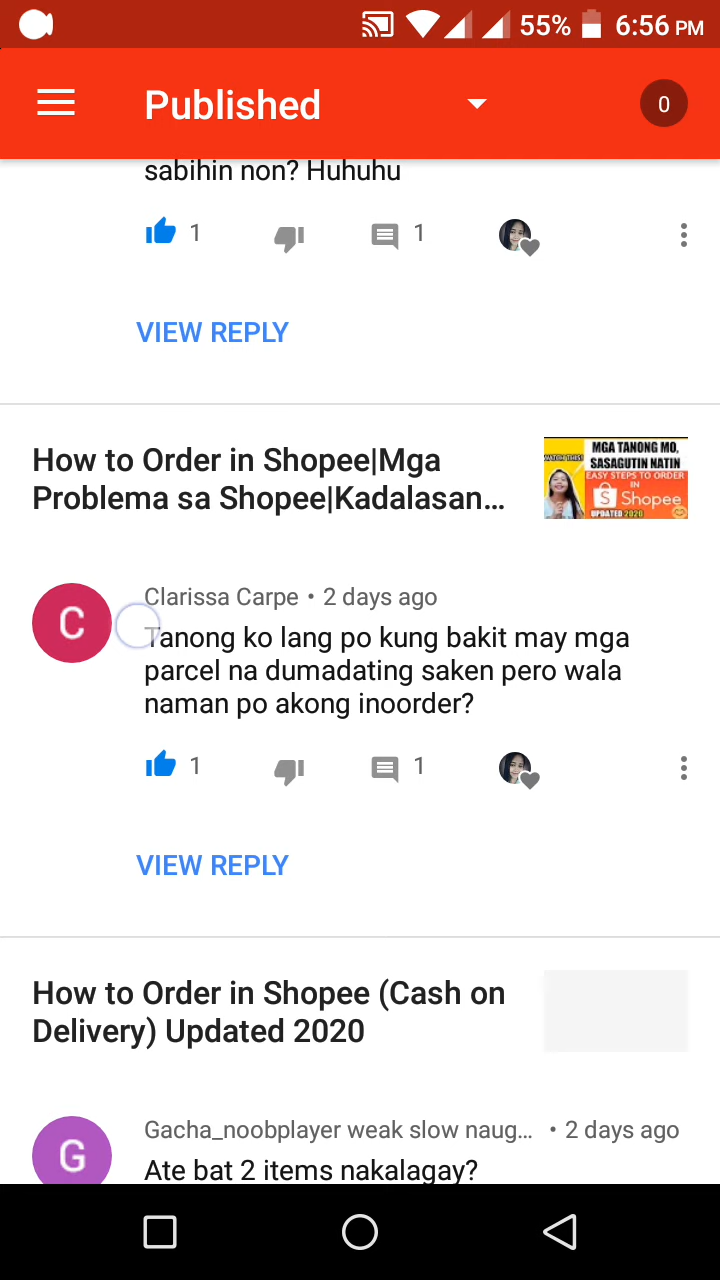 55% 6:56 PM
Published
0
sabihin non? Huhuhu
1
1
VIEW REPLY
How to Order in Shopee|Mga
Problema sa Shopee|Kadalasan...
WATCH THIS!
MGA TANONG MO,
SASAGUTIN NATIN
EASY STEPS TO ORDER
IN
S Shopee
UPDATED 2020
C
Clarissa Carpe • 2 days ago
Tanong ko lang po kung bakit may mga
parcel na dumadating saken pero wala
naman po akong inoorder?
1
1
VIEW REPLY
How to Order in Shopee (Cash on
Delivery) Updated 2020
G
Gacha_noobplayer weak slow naug... • 2 days ago
Ate bat 2 items nakalagay?